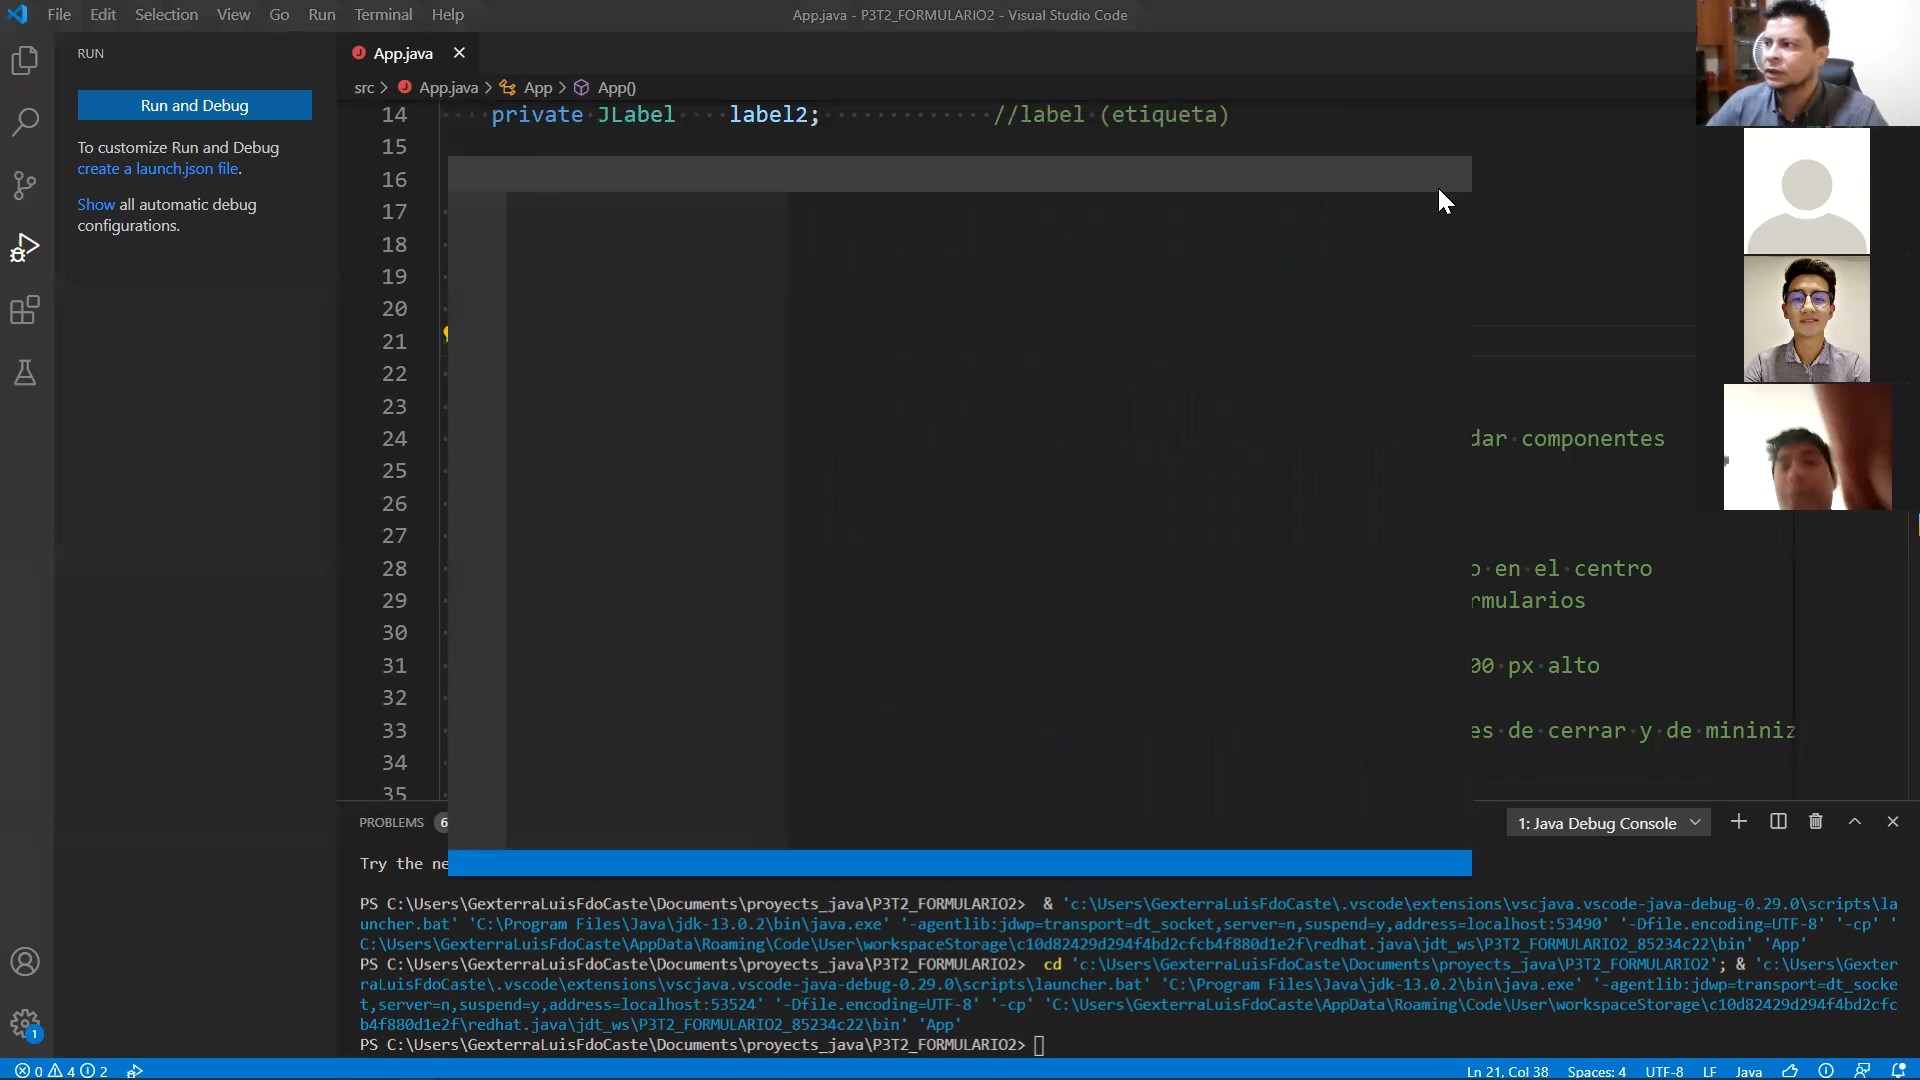 File Edit Selection View Go Run Terminal Help
App.java - P3T2_FORMULARIO2 - Visual Studio Code
RUN
Run and Debug
To customize Run and Debug
create a launch.json file.
Show all automatic debug
configurations.
App.java
src > App.java > App > App()
14 private JLabel label2; //label (etiqueta)
15
16
17
18
19
20
21
22
23
24 dar componentes
25
26
27
28 o en el centro
29 rmularios
30
31 00 px alto
32
33 es de cerrar y de mininiz
34
35
PROBLEMS 6
1: Java Debug Console
Try the ne
PS C:\Users\GexterraLuisFdoCaste\Documents\proyects_java\P3T2_FORMULARIO2> & 'c:\Users\GexterraLuisFdoCaste\.vscode\extensions\vscjava.vscode-java-debug-0.29.0\scripts\la
uncher.bat' 'C:\Program Files\Java\jdk-13.0.2\bin\java.exe' '-agentlib:jdwp=transport=dt_socket,server=n,suspend=y,address=localhost:53490' '-Dfile.encoding=UTF-8' '-cp' '
C:\Users\GexterraLuisFdoCaste\AppData\Roaming\Code\User\workspaceStorage\c10d82429d294f4bd2cfcb4f880d1e2f\redhat.java\jdt_ws\P3T2_FORMULARIO2_85234c22\bin' 'App'
PS C:\Users\GexterraLuisFdoCaste\Documents\proyects_java\P3T2_FORMULARIO2> cd 'c:\Users\GexterraLuisFdoCaste\Documents\proyects_java\P3T2_FORMULARIO2'; & 'c:\Users\Gexter
raLuisFdoCaste\.vscode\extensions\vscjava.vscode-java-debug-0.29.0\scripts\launcher.bat' 'C:\Program Files\Java\jdk-13.0.2\bin\java.exe' '-agentlib:jdwp=transport=dt_socke
t,server=n,suspend=y,address=localhost:53524' '-Dfile.encoding=UTF-8' '-cp' 'C:\Users\GexterraLuisFdoCaste\AppData\Roaming\Code\User\workspaceStorage\c10d82429d294f4bd2cfc
b4f880d1e2f\redhat.java\jdt_ws\P3T2_FORMULARIO2_85234c22\bin' 'App'
PS C:\Users\GexterraLuisFdoCaste\Documents\proyects_java\P3T2_FORMULARIO2>
1
0 4 2
Ln 21, Col 38 Spaces: 4 UTF-8 LF Java